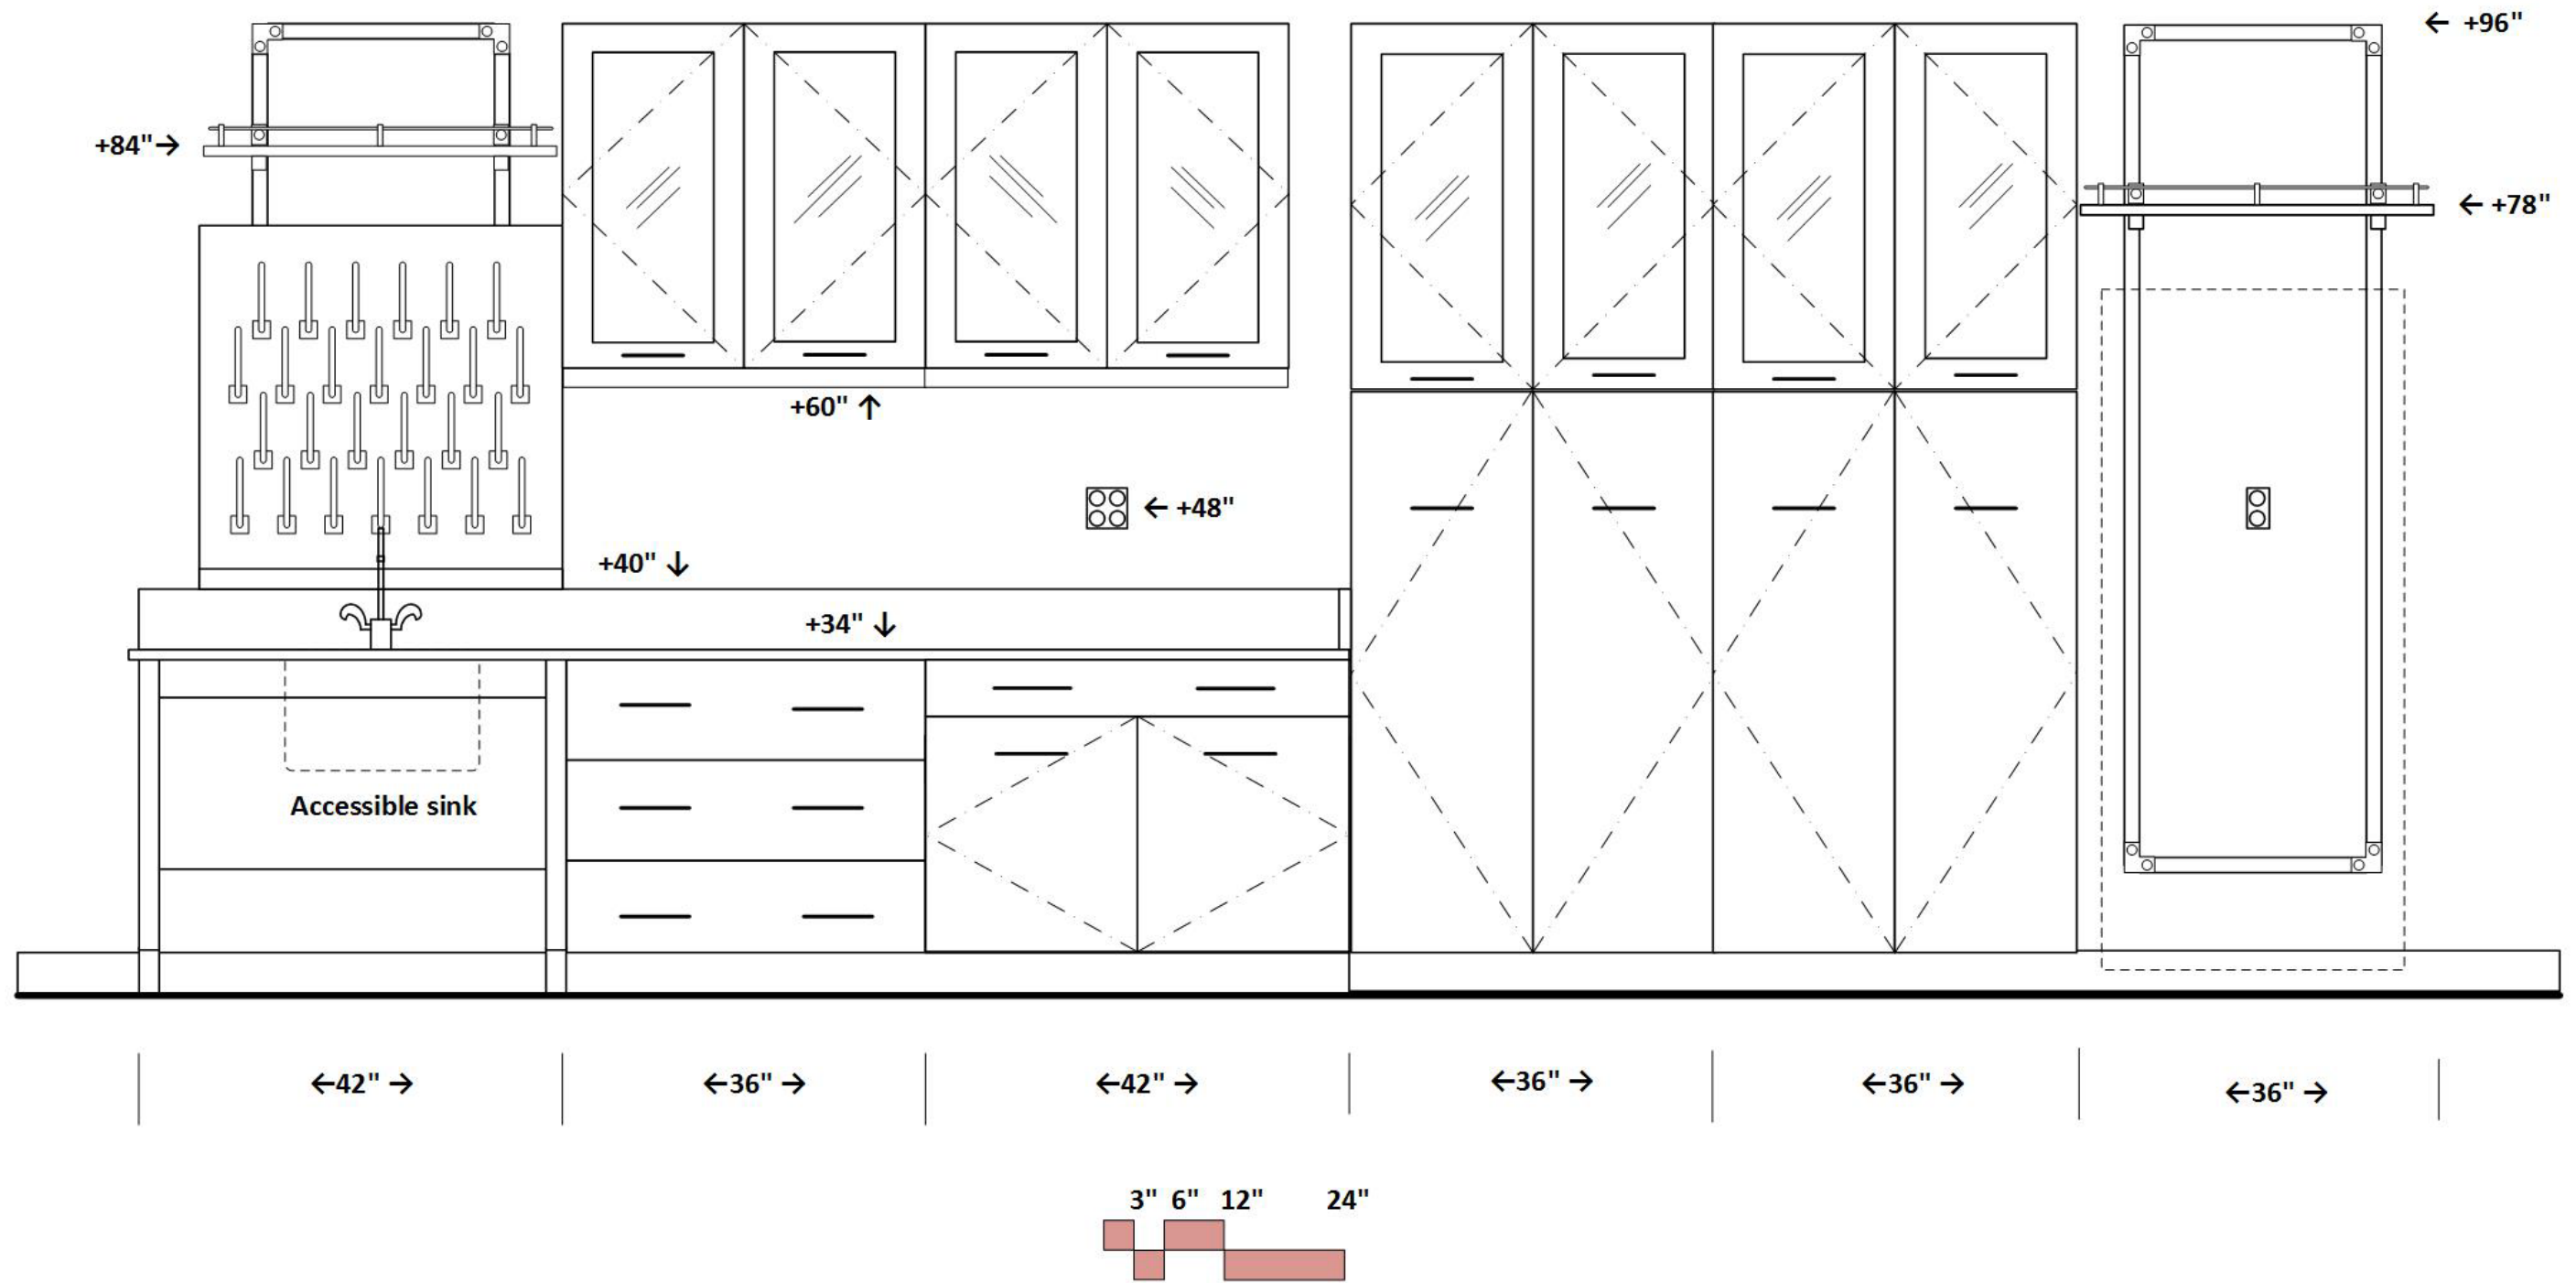 ← +96"
+84"→
← +78"
+60" ↑
← +48"
+40" ↓
+34" ↓
Accessible sink
←42" → ←36" → ←42" → ←36" → ←36" → ←36" →
3" 6" 12" 24"